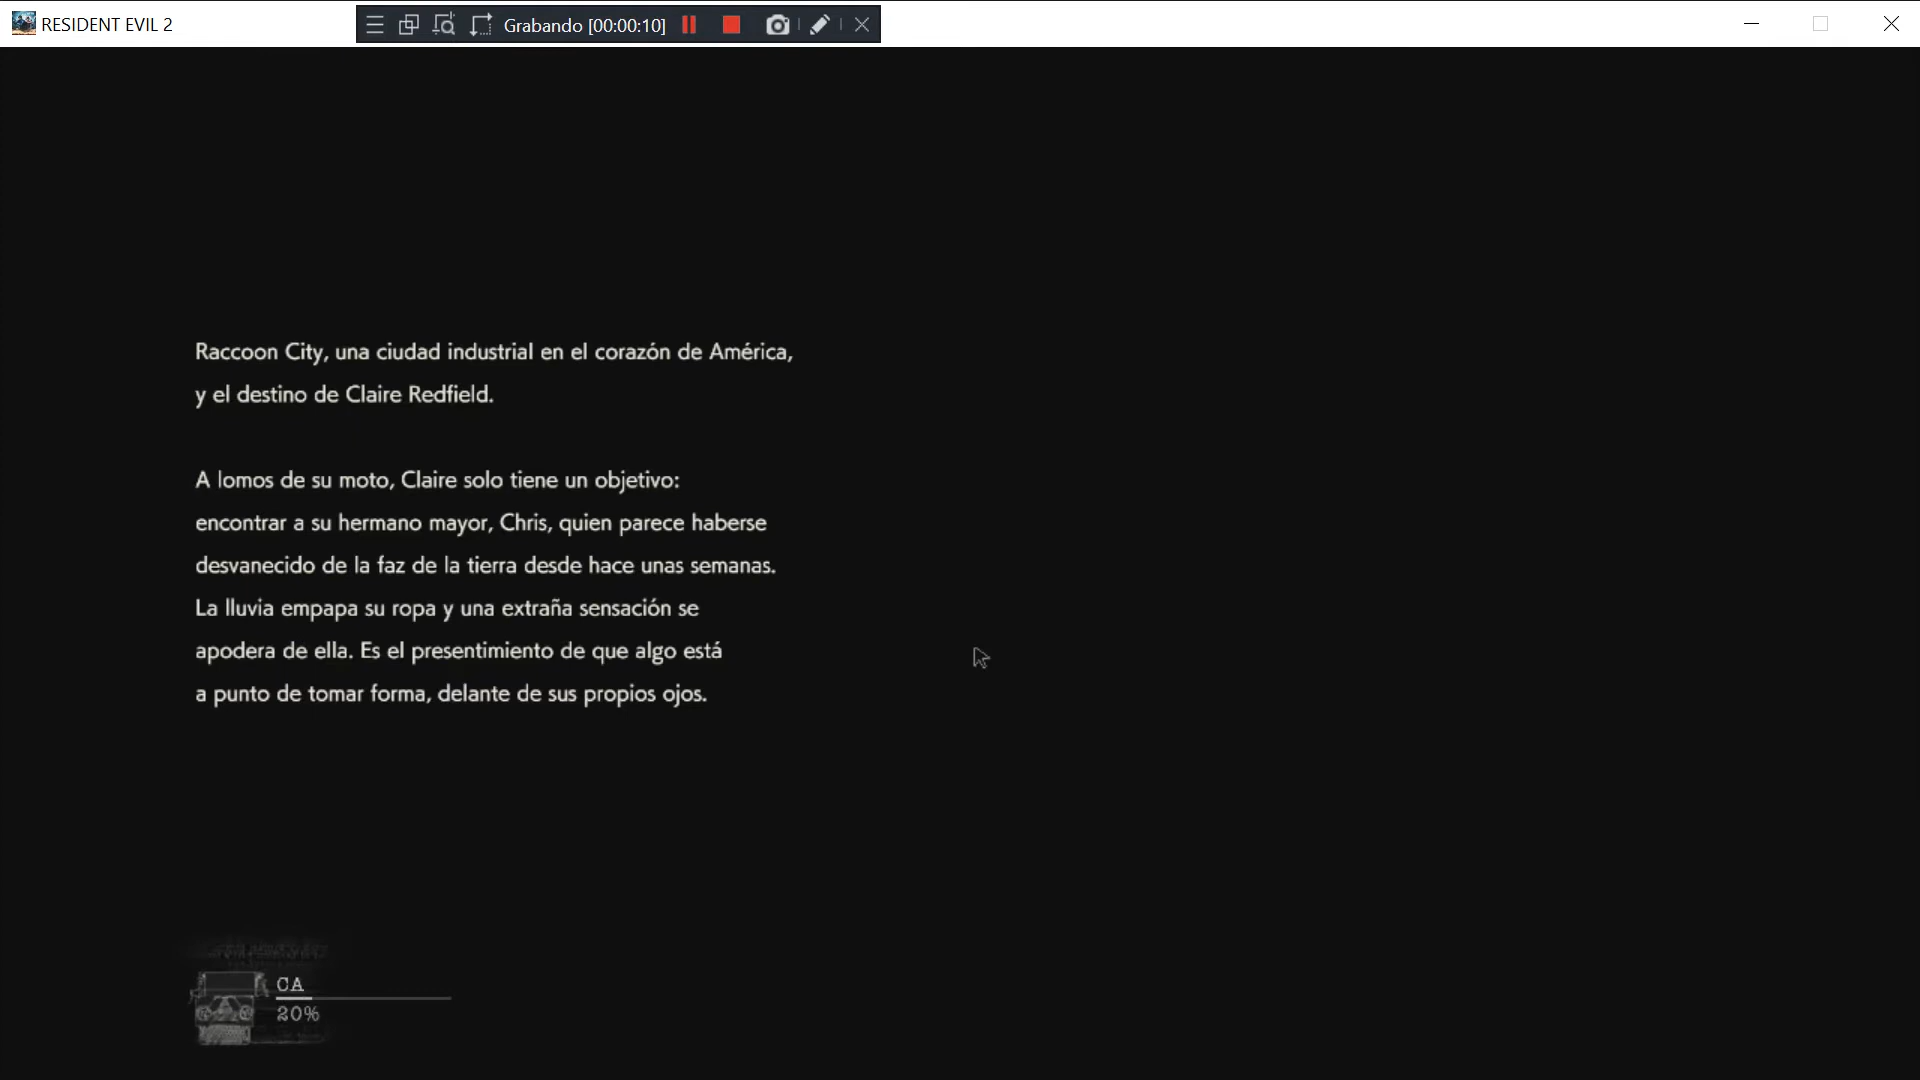 RESIDENT EVIL 2
Grabando [00:00:10]
Raccoon City, una ciudad industrial en el corazón de América,
y el destino de Claire Redfield.
A lomos de su moto, Claire solo tiene un objetivo:
encontrar a su hermano mayor, Chris, quien parece haberse
desvanecido de la faz de la tierra desde hace unas semanas.
La lluvia empapa su ropa y una extraña sensación se
apodera de ella. Es el presentimiento de que algo está
a punto de tomar forma, delante de sus propios ojos.
CA
20%